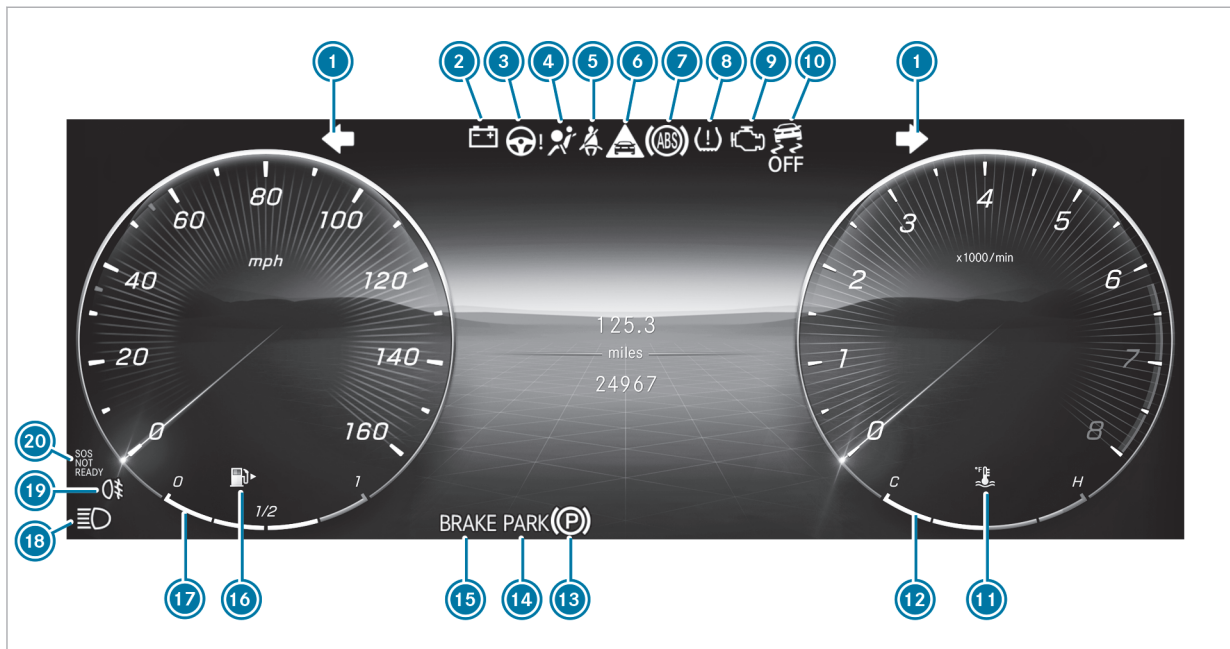 1 2 3 4 5 6 7 8 9 10 1
! ABS ! OFF
80
60 100
mph
40 120
20 140
0 160
4
3 5
x1000/min
2 6
1 7
0 8
125.3
miles
24967
SOS
NOT
READY
0 1/2 1
°F
C H
BRAKE PARK (P)
20
19
18
17 16 15 14 13 12 11